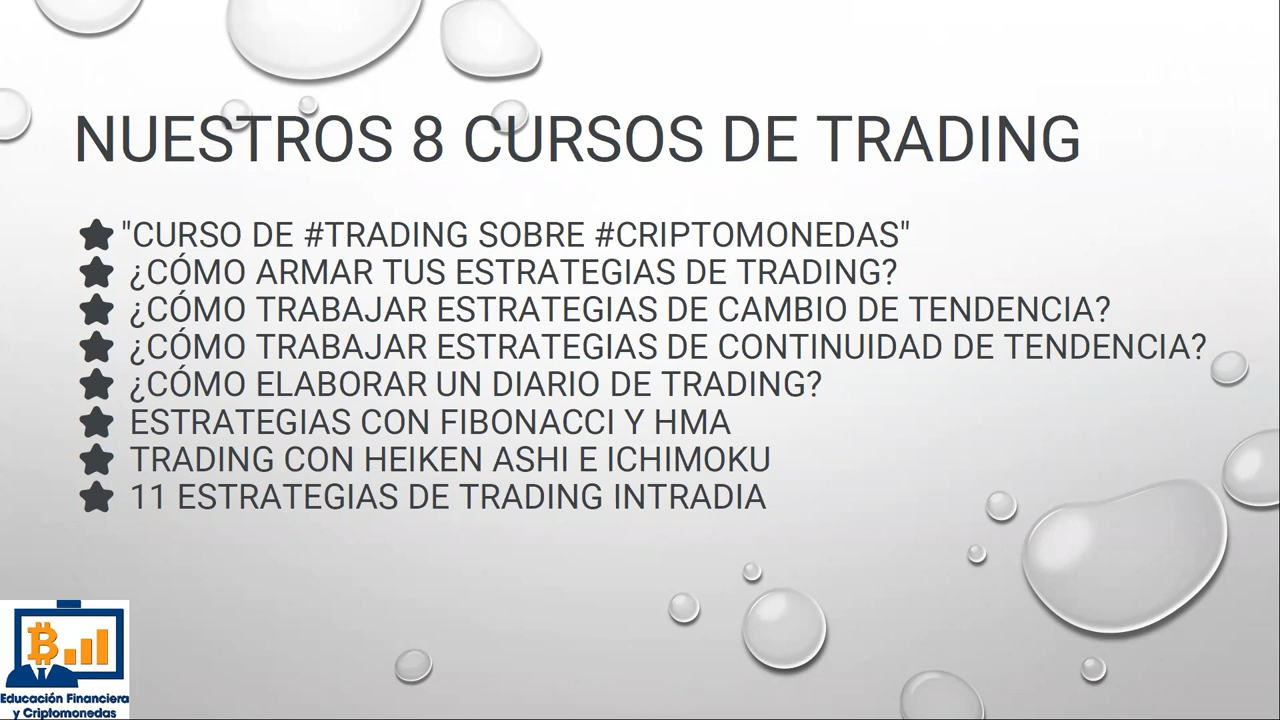 NUESTROS 8 CURSOS DE TRADING
"CURSO DE #TRADING SOBRE #CRIPTOMONEDAS"
¿CÓMO ARMAR TUS ESTRATEGIAS DE TRADING?
¿CÓMO TRABAJAR ESTRATEGIAS DE CAMBIO DE TENDENCIA?
¿CÓMO TRABAJAR ESTRATEGIAS DE CONTINUIDAD DE TENDENCIA?
¿CÓMO ELABORAR UN DIARIO DE TRADING?
ESTRATEGIAS CON FIBONACCI Y HMA
TRADING CON HEIKEN ASHI E ICHIMOKU
11 ESTRATEGIAS DE TRADING INTRADIA
Educación Financiera
y Criptomonedas